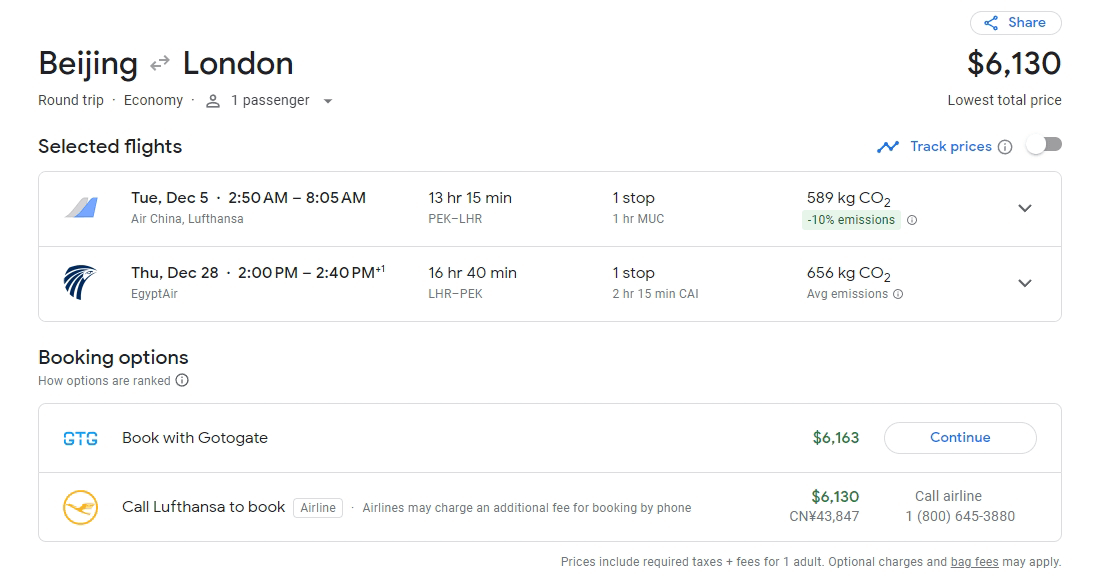 Share
Beijing London
$6,130
Round trip · Economy · 1 passenger
Lowest total price
Selected flights
Track prices
Tue, Dec 5 · 2:50 AM – 8:05 AM
13 hr 15 min
1 stop
589 kg CO2
Air China, Lufthansa
PEK–LHR
1 hr MUC
-10% emissions
Thu, Dec 28 · 2:00 PM – 2:40 PM+1
16 hr 40 min
1 stop
656 kg CO2
EgyptAir
LHR–PEK
2 hr 15 min CAI
Avg emissions
Booking options
How options are ranked
GTG
Book with Gotogate
$6,163
Continue
Call Lufthansa to book Airline · Airlines may charge an additional fee for booking by phone
$6,130
Call airline
CN¥43,847
1 (800) 645-3880
Prices include required taxes + fees for 1 adult. Optional charges and bag fees may apply.